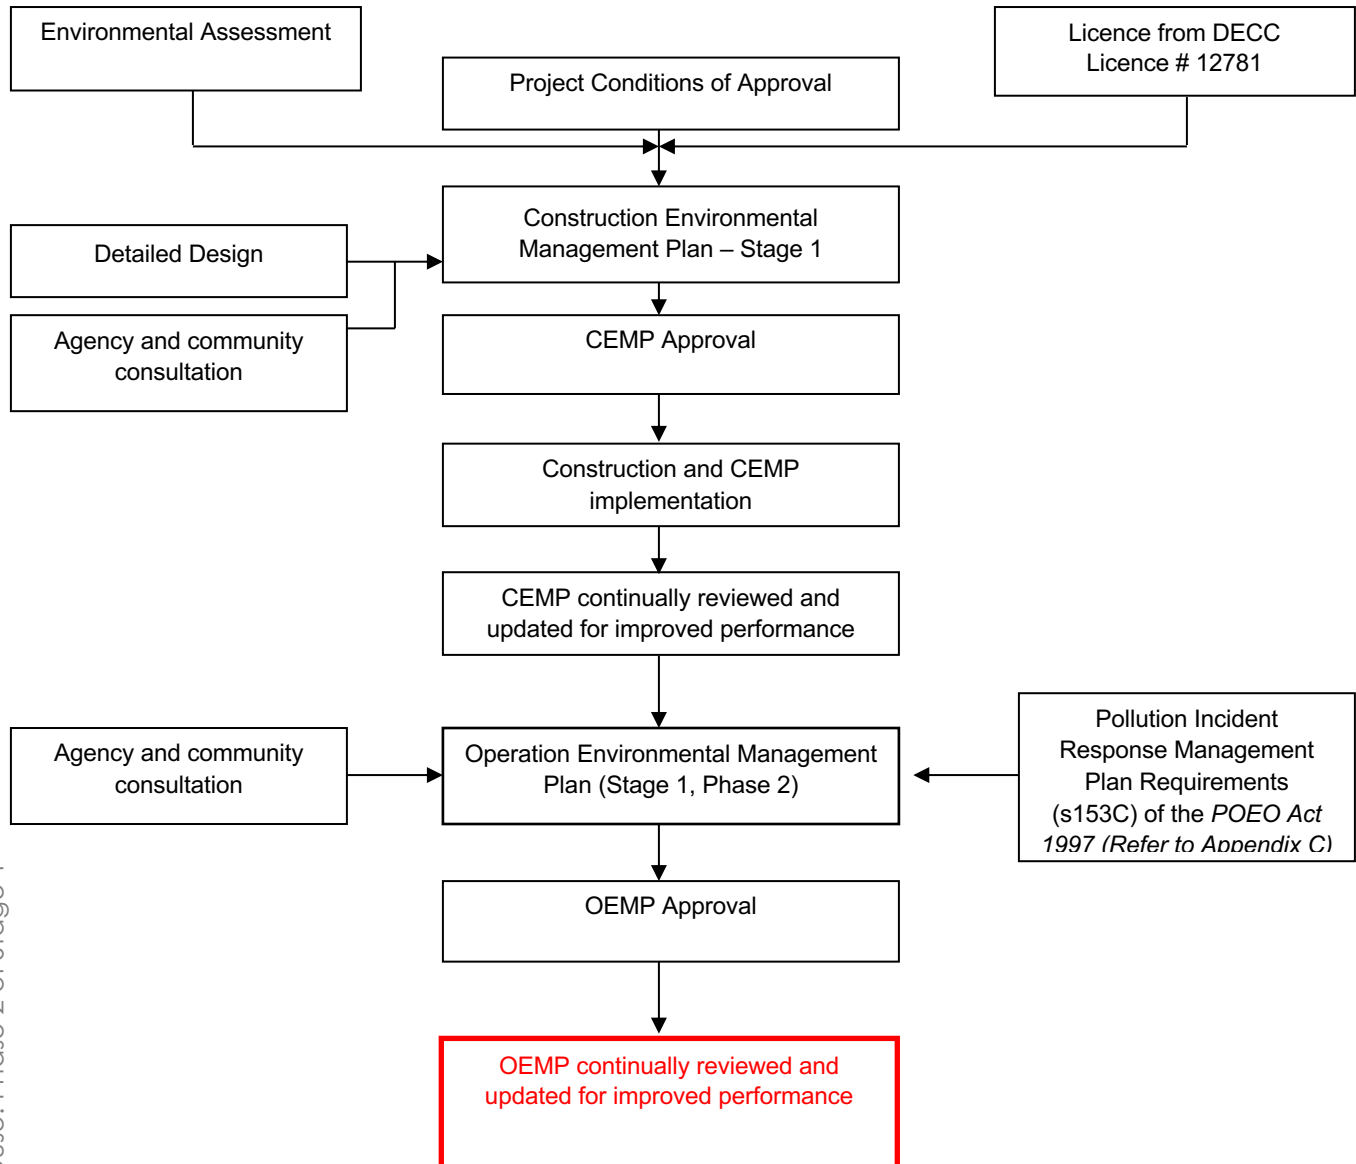 Environmental Assessment
Licence from DECC
Licence # 12781
Project Conditions of Approval
Construction Environmental
Management Plan – Stage 1
Detailed Design
Agency and community
consultation
CEMP Approval
Construction and CEMP
implementation
CEMP continually reviewed and
updated for improved performance
Agency and community
consultation
Operation Environmental Management
Plan (Stage 1, Phase 2)
Pollution Incident
Response Management
Plan Requirements
(s153C) of the POEO Act
1997 (Refer to Appendix C)
OEMP Approval
OEMP continually reviewed and
updated for improved performance